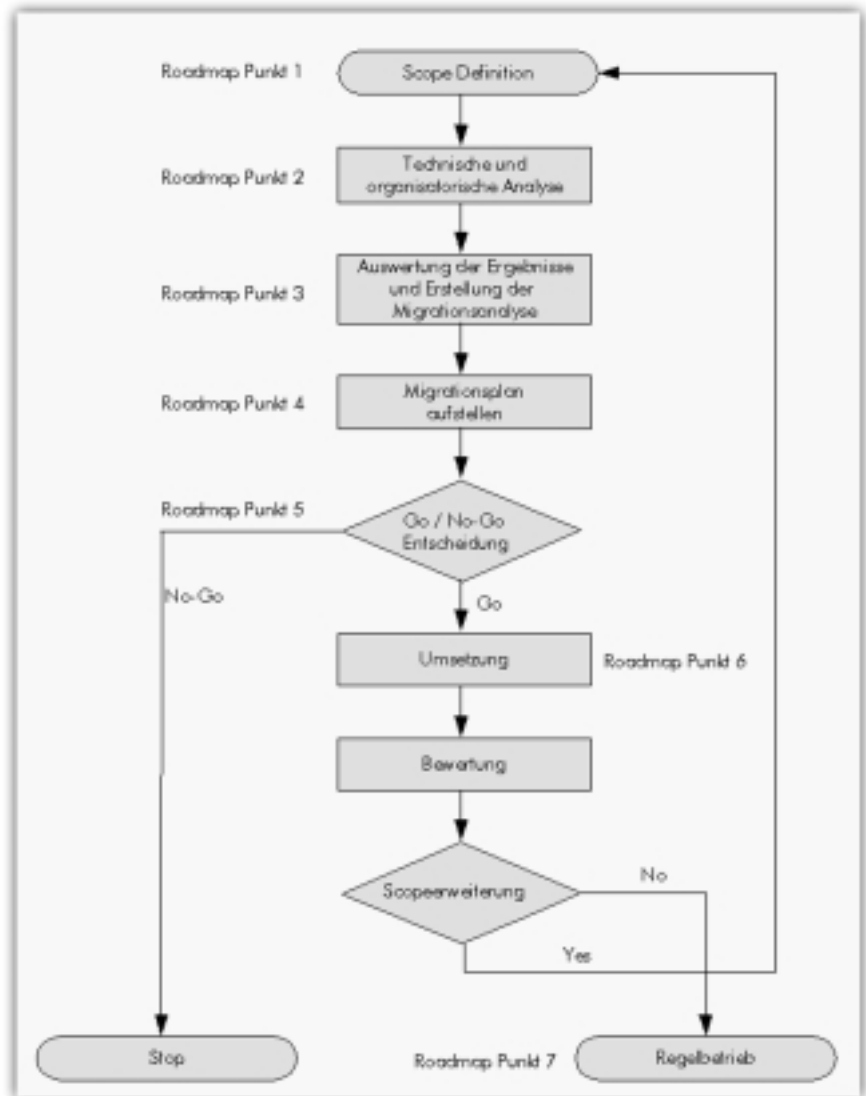 Roadmap Punkt 1
Scope Definition
Roadmap Punkt 2
Technische und
organisatorische Analyse
Roadmap Punkt 3
Auswertung der Ergebnisse
und Erstellung der
Migrationsanalyse
Roadmap Punkt 4
Migrationsplan
aufstellen
Roadmap Punkt 5
Go / No-Go
Entscheidung
No-Go
Go
Umsetzung
Roadmap Punkt 6
Bewertung
Scopeerweiterung
No
Yes
Stop
Roadmap Punkt 7
Regelbetrieb